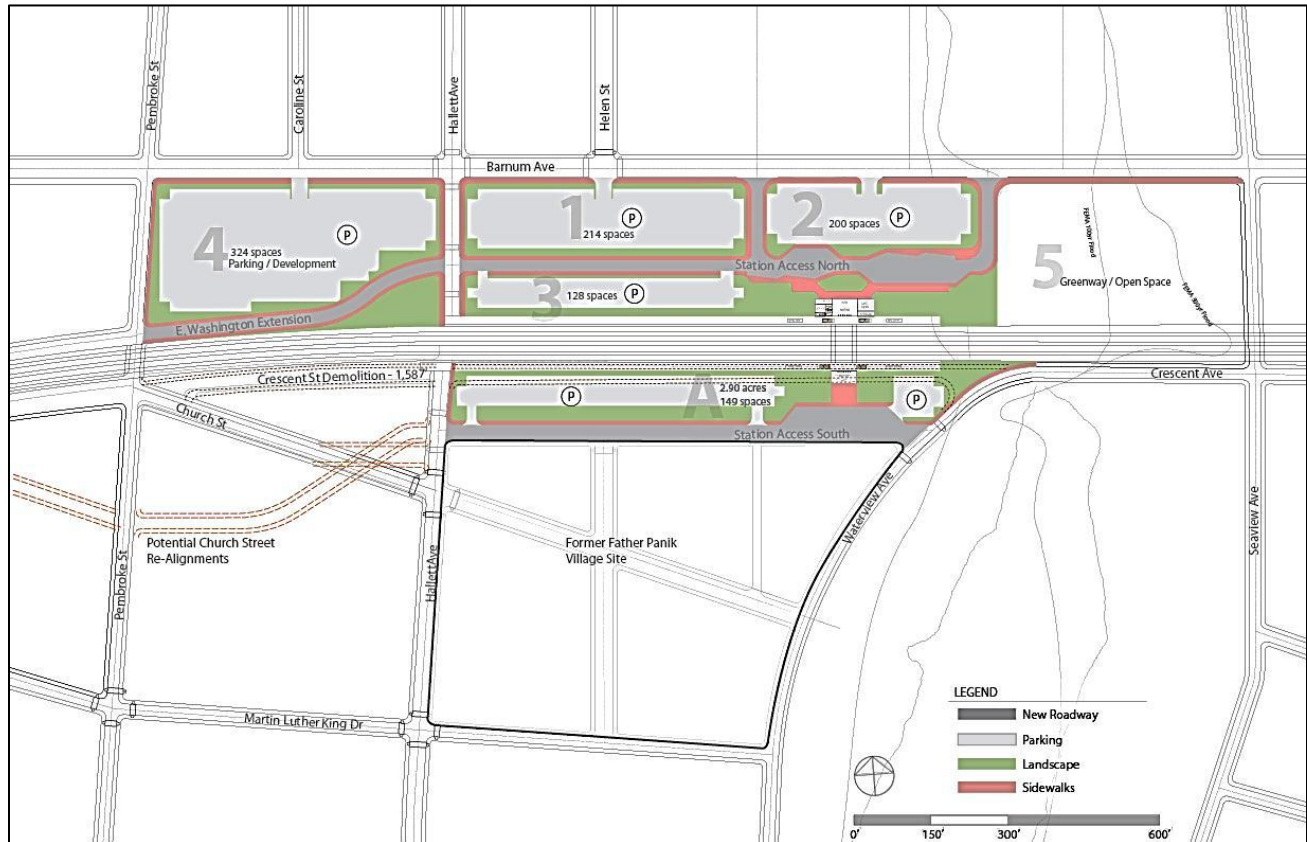 Pembroke St
Caroline St
HallettAve
Helen St
Barnum Ave
4
324 spaces
Parking / Development
P
1
214 spaces
P
2
200 spaces
P
Station Access North
3
128 spaces
P
5
Greenway / Open Space
E. Washington Extension
Crescent St Demolition - 1,587'
Church St
A
2.90 acres
149 spaces
P
P
Station Access South
Crescent Ave
Waterview Ave
Seaview Ave
Potential Church Street
Re-Alignments
Former Father Panik
Village Site
Pembroke St
HallettAve
Martin Luther King Dr
LEGEND
New Roadway
Parking
Landscape
Sidewalks
0' 150' 300' 600'